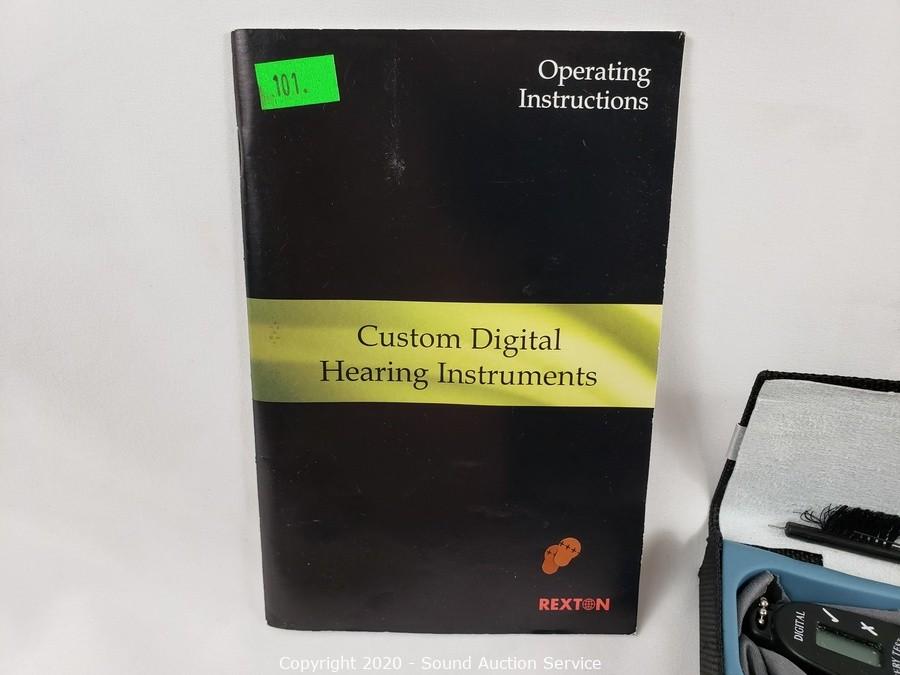 101.
Operating
Instructions
Custom Digital
Hearing Instruments
REXTON
DIGITAL
Copyright 2020 - Sound Auction Service